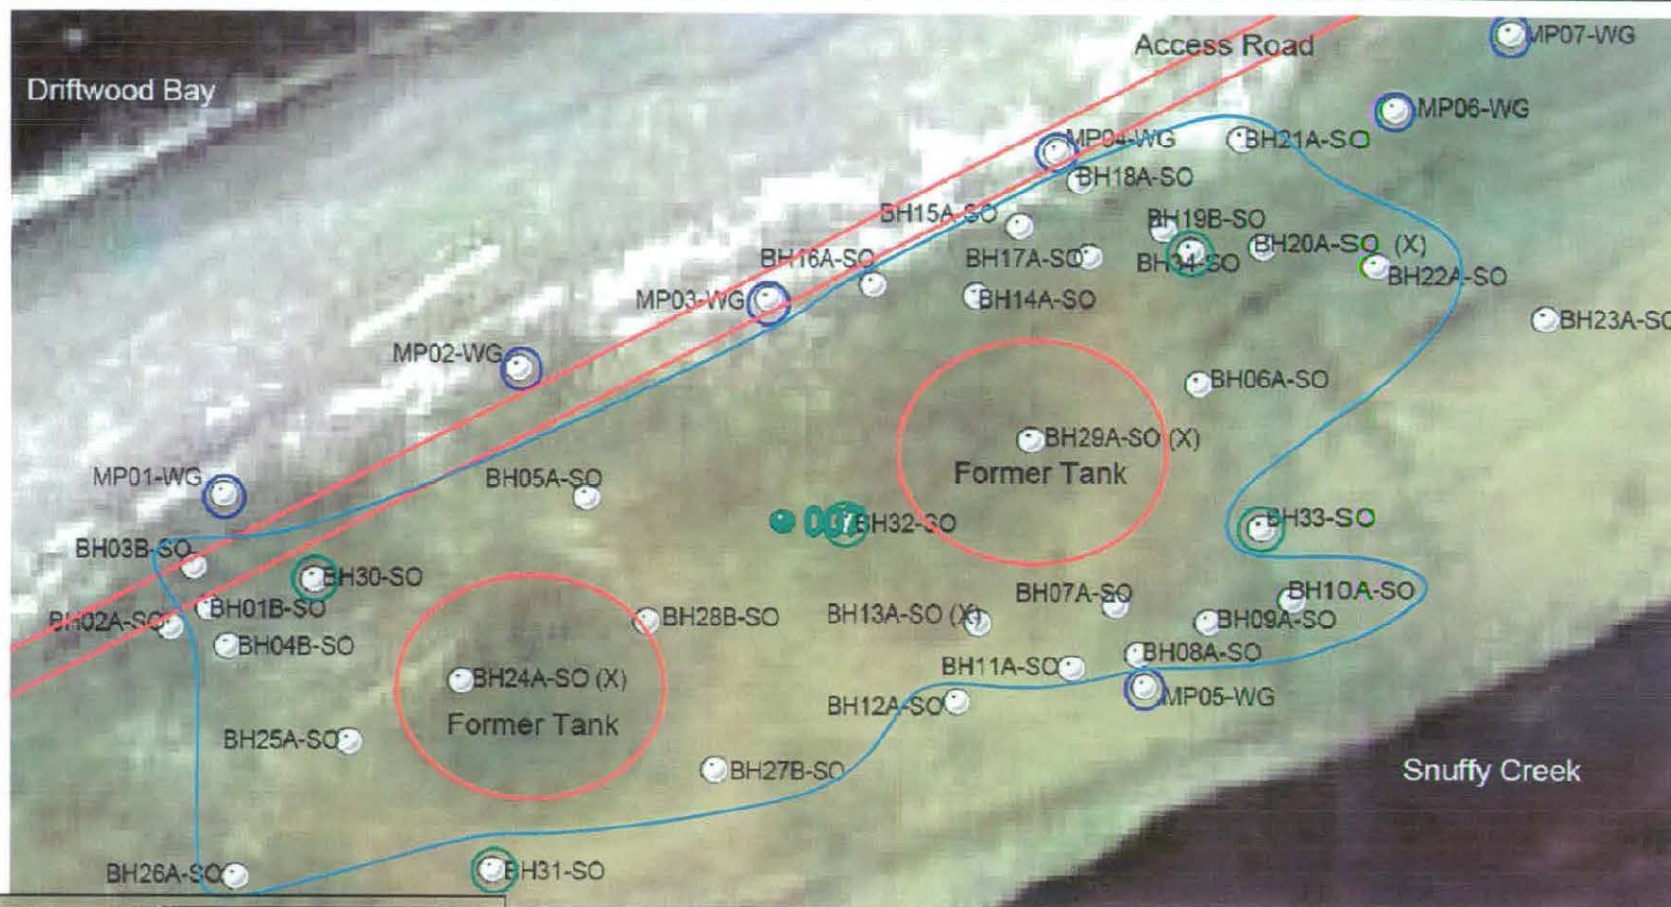 Access Road
MP07-WG
Driftwood Bay
MP06-WG
MP04-WG
BH21A-SO
BH18A-SO
BH15A-SO
BH19B-SO
BH16A-SO
BH17A-SO
BH34-SO
BH20A-SO (X)
BH22A-SO
MP03-WG
BH14A-SO
BH23A-SO
MP02-WG
BH06A-SO
BH29A-SO (X)
Former Tank
MP01-WG
BH05A-SO
BH32-SO
BH33-SO
BH03B-SO
BH30-SO
BH10A-SO
BH07A-SO
BH01B-SO
BH02A-SO
BH28B-SO
BH13A-SO (X)
BH09A-SO
BH04B-SO
BH08A-SO
BH11A-SO
BH24A-SO (X)
MP05-WG
BH12A-SO
Former Tank
BH25A-SO
BH27B-SO
Snuffy Creek
BH26A-SO
BH31-SO